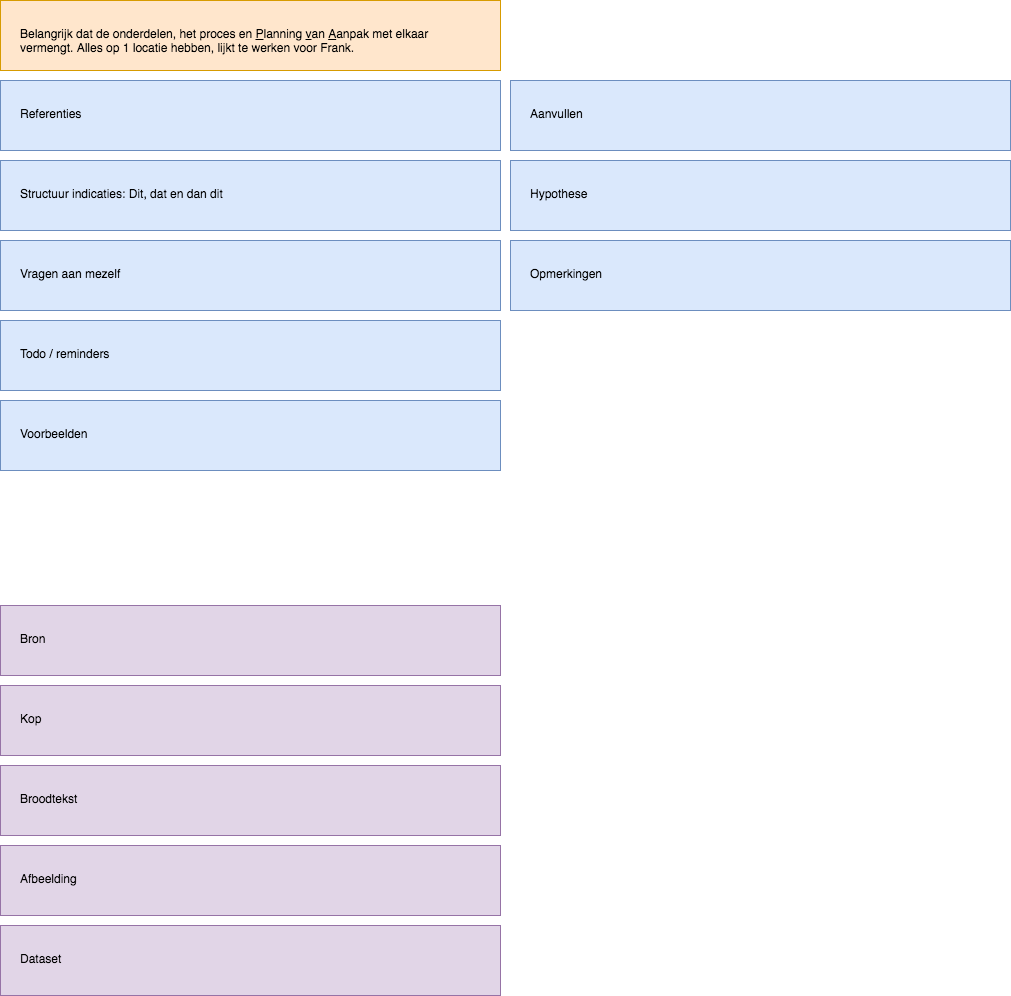 Belangrijk dat de onderdelen, het proces en Planning van Aanpak met elkaar
vermengt. Alles op 1 locatie hebben, lijkt te werken voor Frank.
Referenties
Aanvullen
Structuur indicaties: Dit, dat en dan dit
Hypothese
Vragen aan mezelf
Opmerkingen
Todo / reminders
Voorbeelden
Bron
Kop
Broodtekst
Afbeelding
Dataset